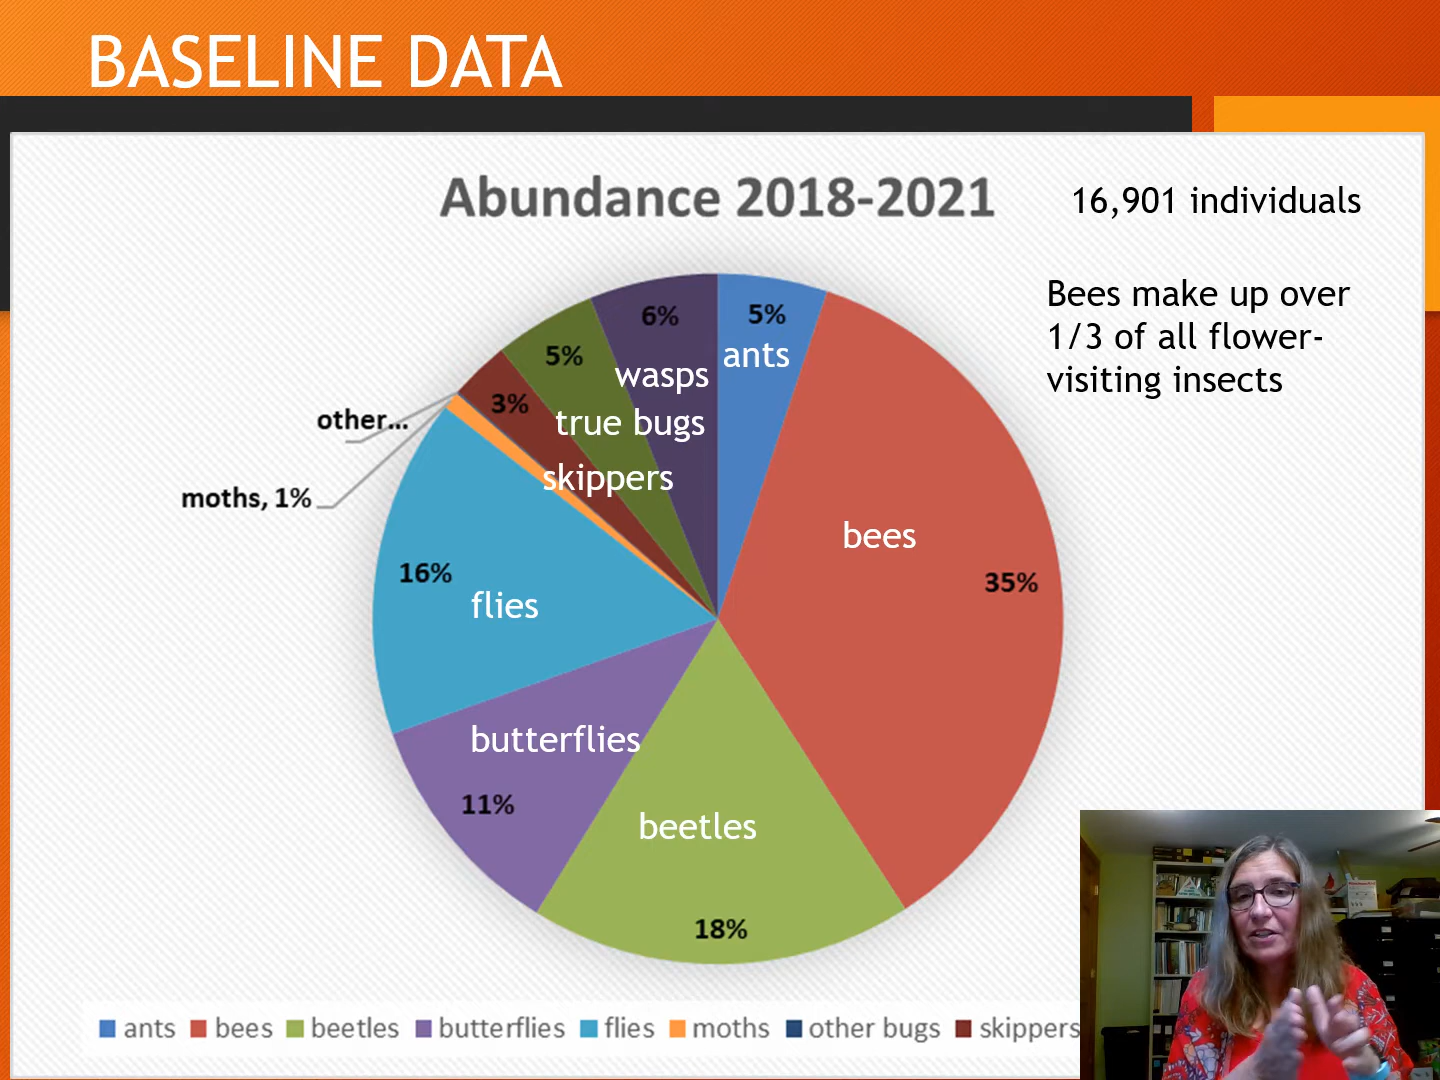 BASELINE DATA
Abundance 2018-2021
16,901 individuals
Bees make up over
1/3 of all flower-
visiting insects
6%
5%
ants
5%
wasps
3%
true bugs
other...
skippers
moths, 1%
bees
35%
16%
flies
butterflies
11%
beetles
18%
ants bees beetles butterflies flies moths other bugs skippers